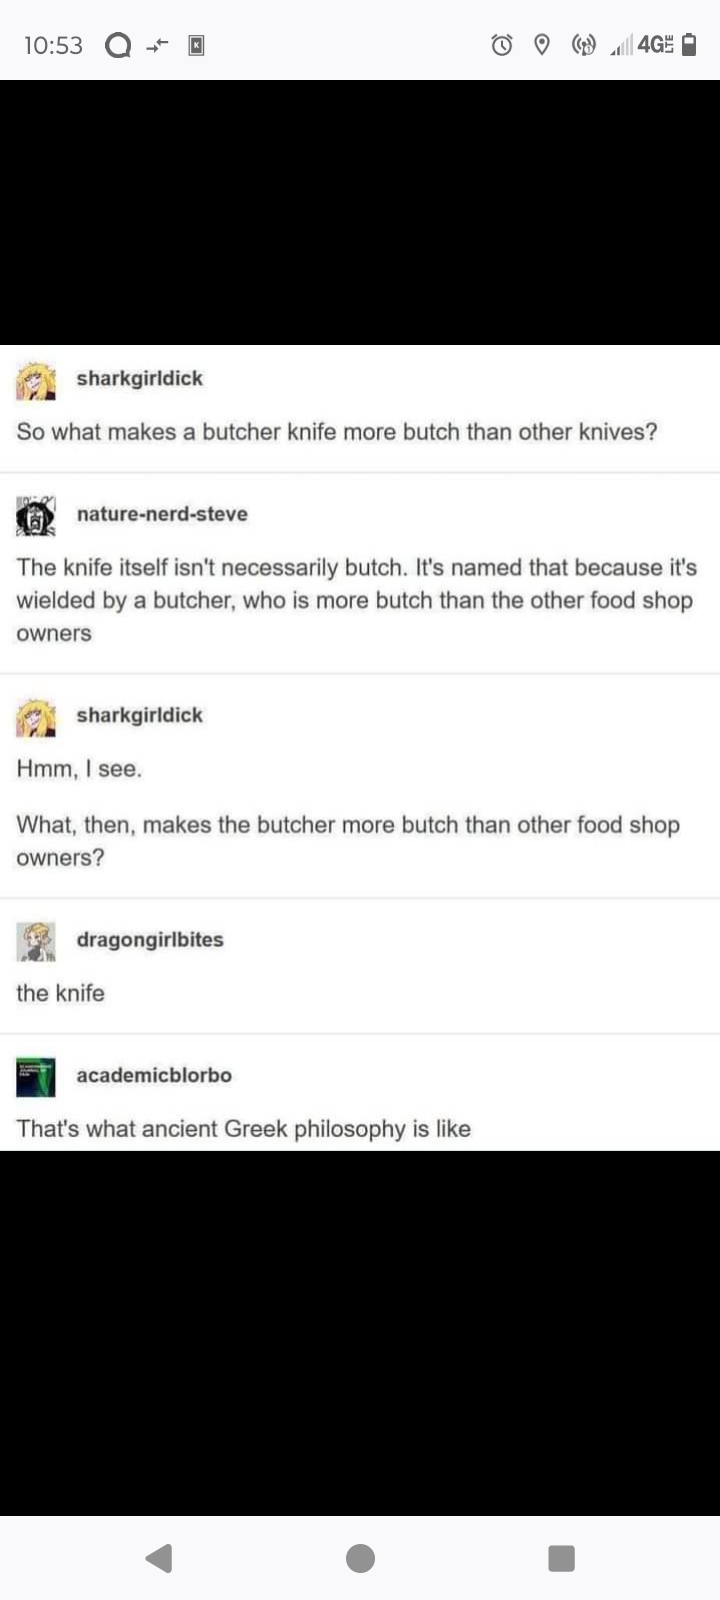 10:53
4G
sharkgirldick
So what makes a butcher knife more butch than other knives?
nature-nerd-steve
The knife itself isn't necessarily butch. It's named that because it's
wielded by a butcher, who is more butch than the other food shop
owners
sharkgirldick
Hmm, I see.
What, then, makes the butcher more butch than other food shop
owners?
dragongirlbites
the knife
academicblorbo
That's what ancient Greek philosophy is like